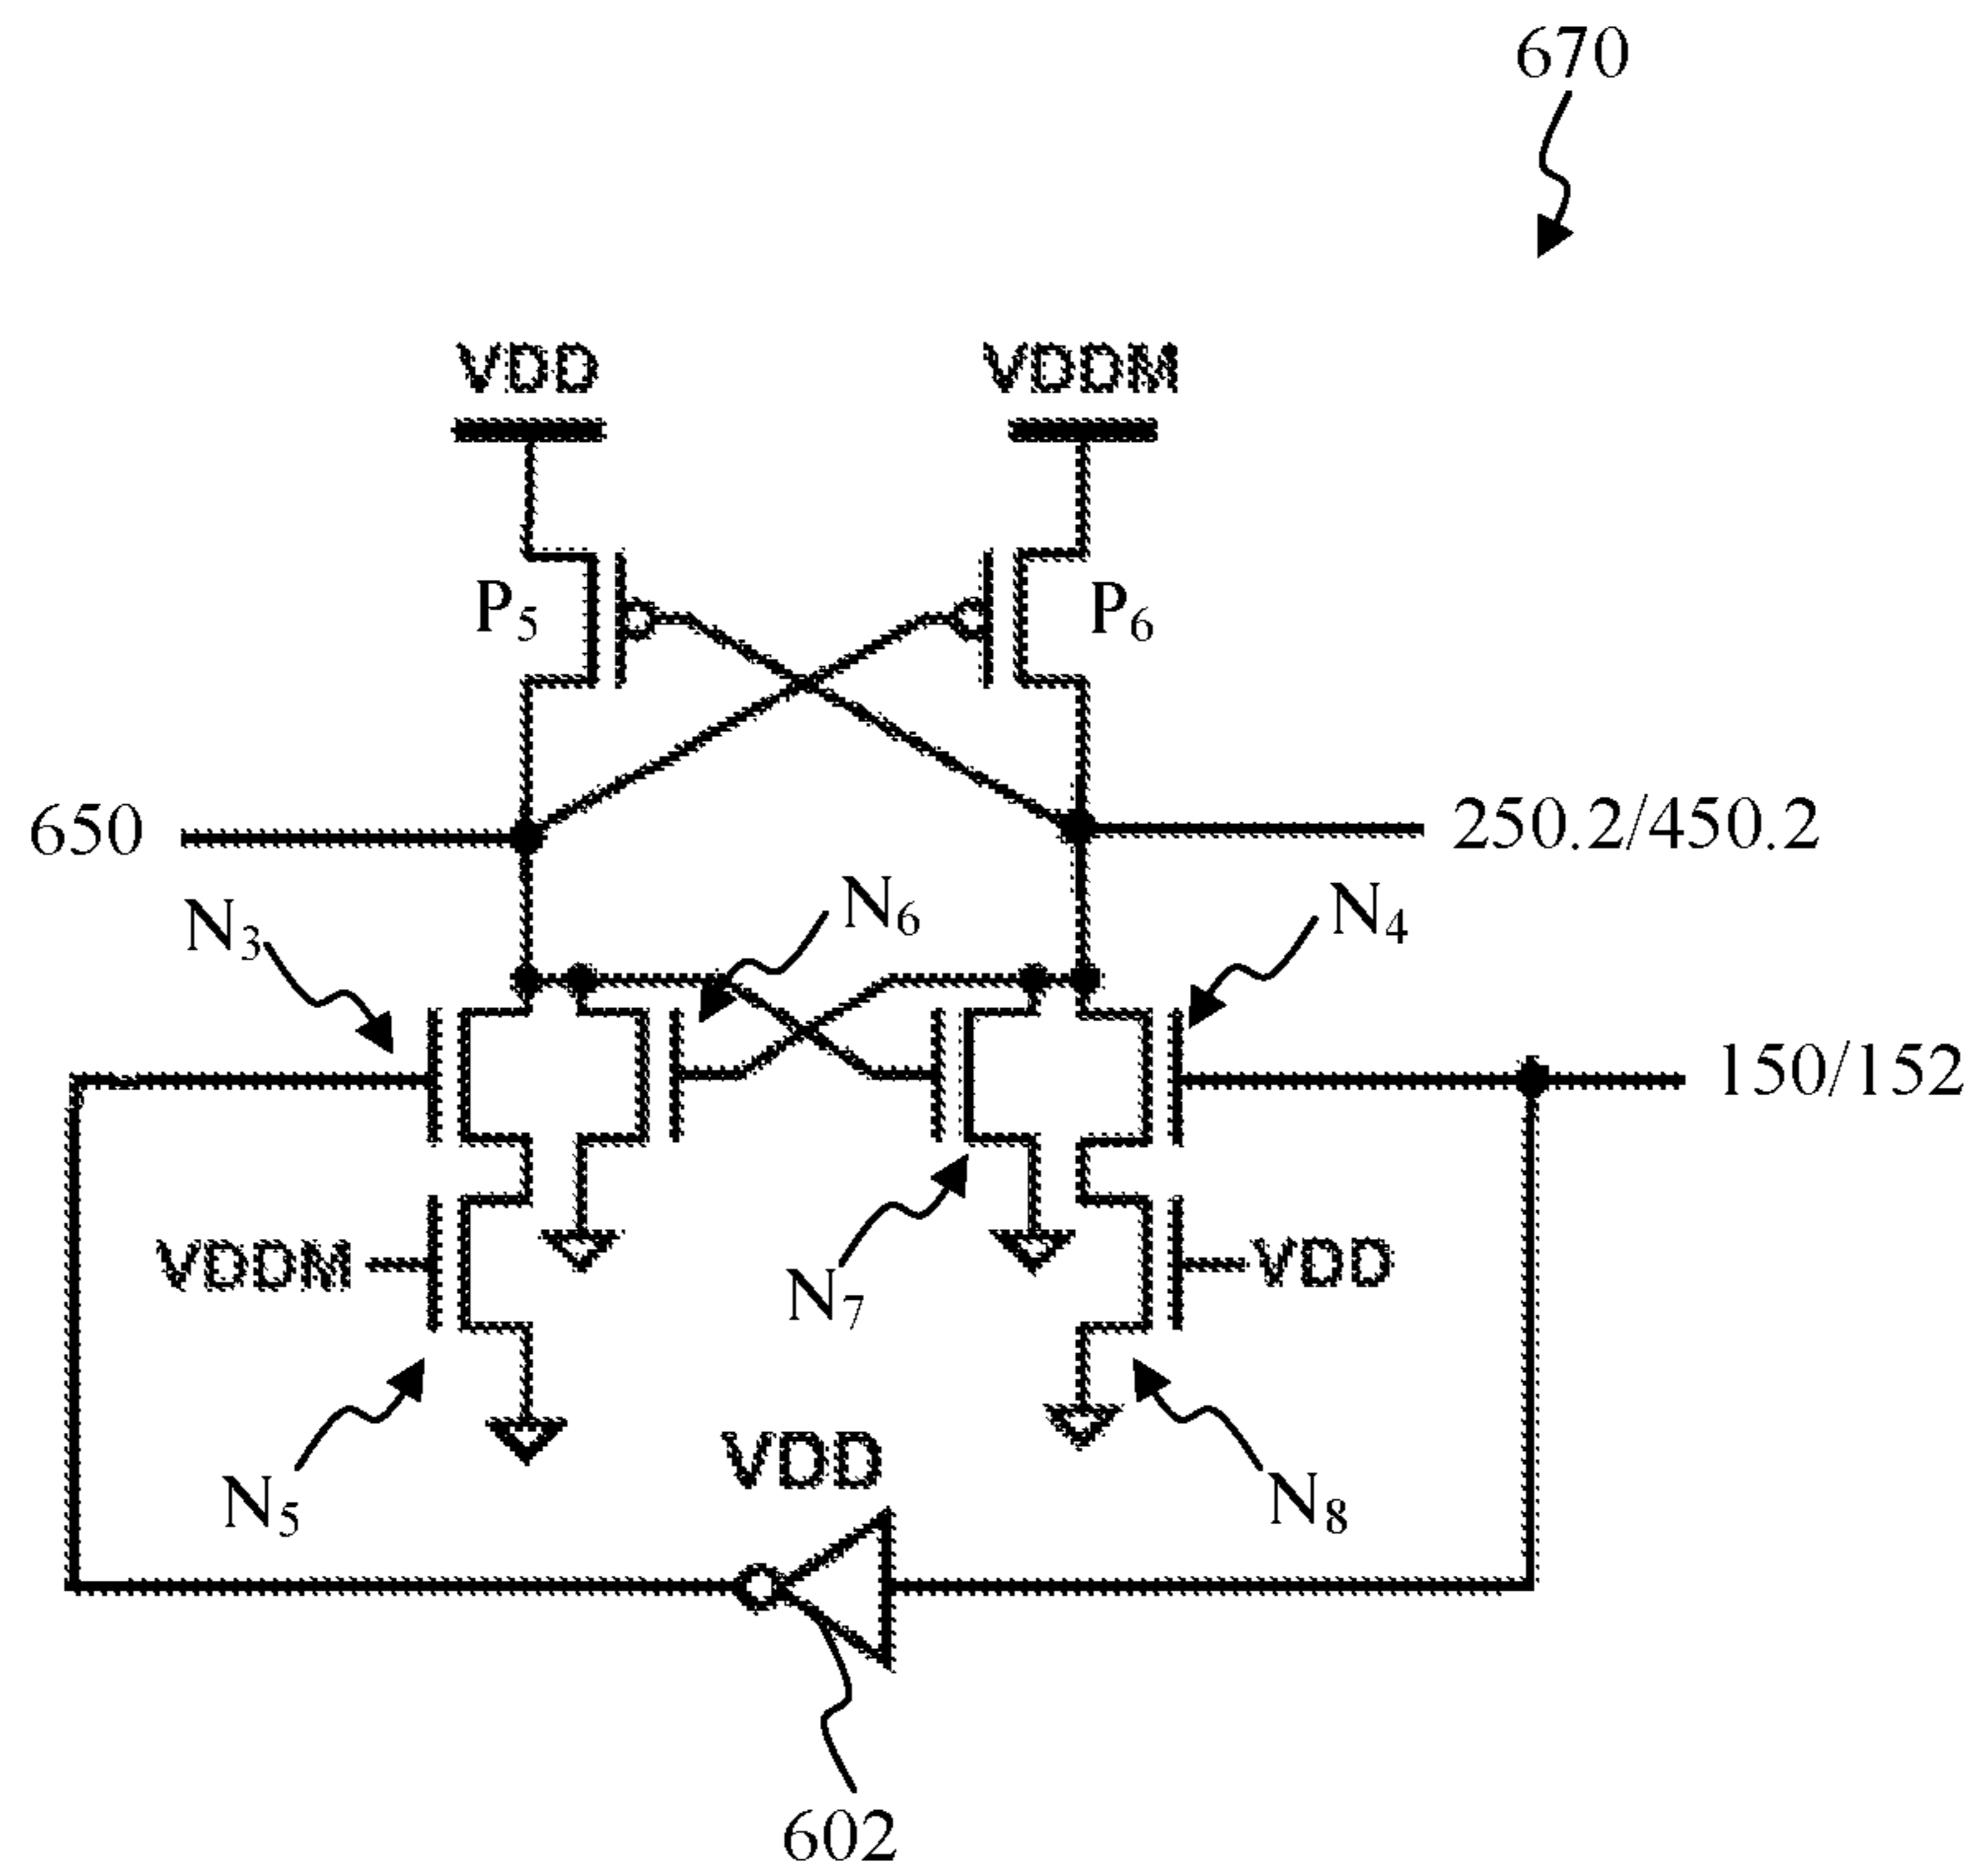 670
VDD VDDM
P5 P6
650 250.2/450.2
N3 N6 N4
150/152
VDDM N7 VDD
N5 VDD N8
602